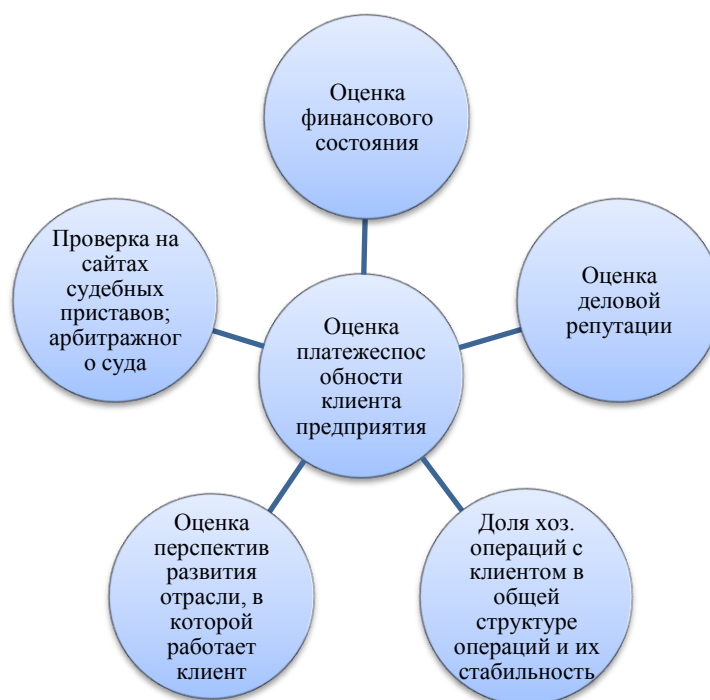 Оценка
финансового
состояния
Проверка на
сайтах
судебных
приставов;
арбитражног
о суда
Оценка
платежеспос
обности
клиента
предприятия
Оценка
деловой
репутации
Оценка
перспектив
развития
отрасли, в
которой
работает
клиент
Доля хоз.
операций с
клиентом в
общей
структуре
операций и их
стабильность